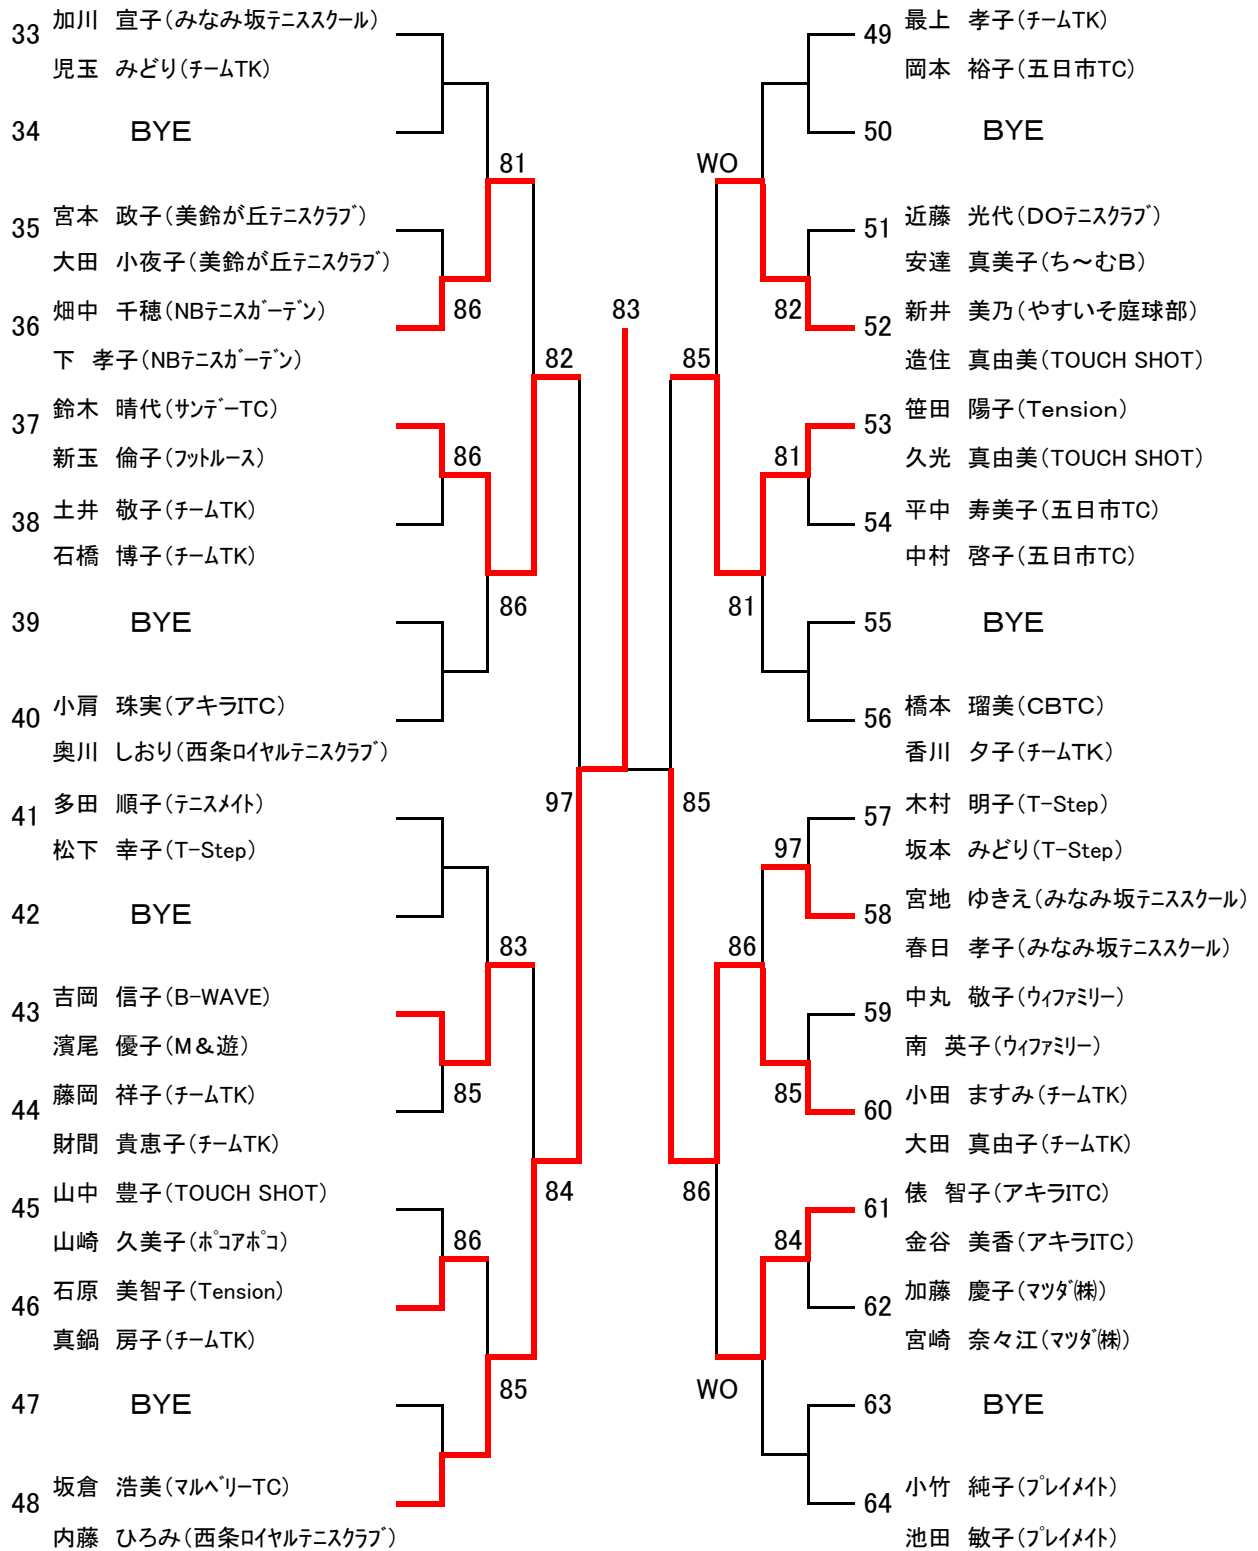 33 加川 宣子(みなみ坂テニススクール)
児玉 みどり(チームTK)
34 BYE
81
35 宮本 政子(美鈴が丘テニスクラブ)
大田 小夜子(美鈴が丘テニスクラブ)
36 畑中 千穂(NBテニスガーデン)
86
下 孝子(NBテニスガーデン)
82
37 鈴木 晴代(サンデーTC)
新玉 倫子(フットルース)
86
38 土井 敬子(チームTK)
石橋 博子(チームTK)
86
39 BYE
40 小肩 珠実(アキラITC)
奥川 しおり(西条ロイヤルテニスクラブ)
97
41 多田 順子(テニスメイト)
松下 幸子(T-Step)
42 BYE
83
43 吉岡 信子(B-WAVE)
濱尾 優子(M&遊)
85
44 藤岡 祥子(チームTK)
財間 貴恵子(チームTK)
84
45 山中 豊子(TOUCH SHOT)
山崎 久美子(ポコアポコ)
86
46 石原 美智子(Tension)
真鍋 房子(チームTK)
85
47 BYE
48 坂倉 浩美(マルベリーTC)
内藤 ひろみ(西条ロイヤルテニスクラブ)
83
49 最上 孝子(チームTK)
岡本 裕子(五日市TC)
50 BYE
WO
51 近藤 光代(DOテニスクラブ)
安達 真美子(ち~むB)
82
52 新井 美乃(やすいそ庭球部)
造住 真由美(TOUCH SHOT)
85
53 笹田 陽子(Tension)
久光 真由美(TOUCH SHOT)
81
54 平中 寿美子(五日市TC)
中村 啓子(五日市TC)
81
55 BYE
56 橋本 瑠美(CBTC)
香川 夕子(チームTK)
85
57 木村 明子(T-Step)
坂本 みどり(T-Step)
97
58 宮地 ゆきえ(みなみ坂テニススクール)
春日 孝子(みなみ坂テニススクール)
86
59 中丸 敬子(ウィファミリー)
南 英子(ウィファミリー)
85
60 小田 ますみ(チームTK)
大田 真由子(チームTK)
86
61 俵 智子(アキラITC)
金谷 美香(アキラITC)
84
62 加藤 慶子(マツダ㈱)
宮崎 奈々江(マツダ㈱)
WO
63 BYE
64 小竹 純子(プレイメイト)
池田 敏子(プレイメイト)